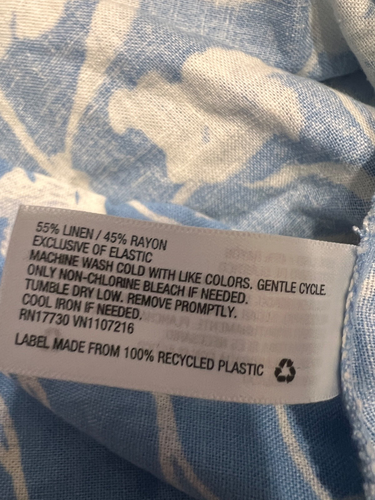 55% LINEN / 45% RAYON
EXCLUSIVE OF ELASTIC
MACHINE WASH COLD WITH LIKE COLORS. GENTLE CYCLE.
ONLY NON-CHLORINE BLEACH IF NEEDED.
TUMBLE DRY LOW. REMOVE PROMPTLY.
COOL IRON IF NEEDED.
RN17730 VN1107216
LABEL MADE FROM 100% RECYCLED PLASTIC